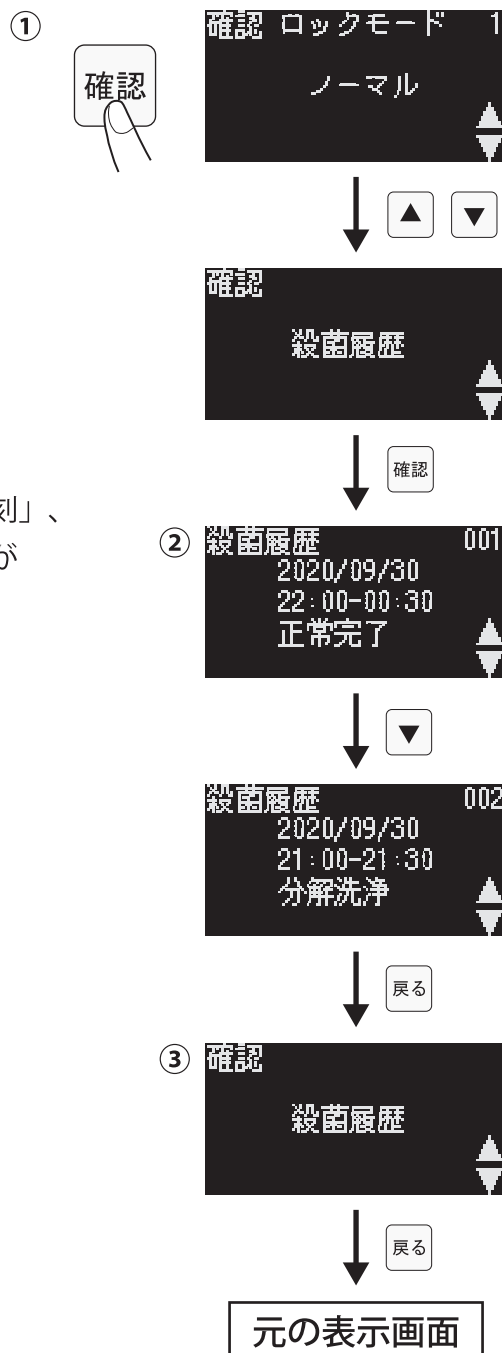 ①
確認
確認 ロックモード 1
ノーマル
▲
▼
▲ ▼
確認
殺菌履歴
▲
▼
確認
刻」、
が
② 殺菌履歴 001
2020/09/30
22:00-00:30
正常完了
▲
▼
▼
殺菌履歴 002
2020/09/30
21:00-21:30
分解洗浄
▲
▼
戻る
③ 確認
殺菌履歴
▲
▼
戻る
元の表示画面